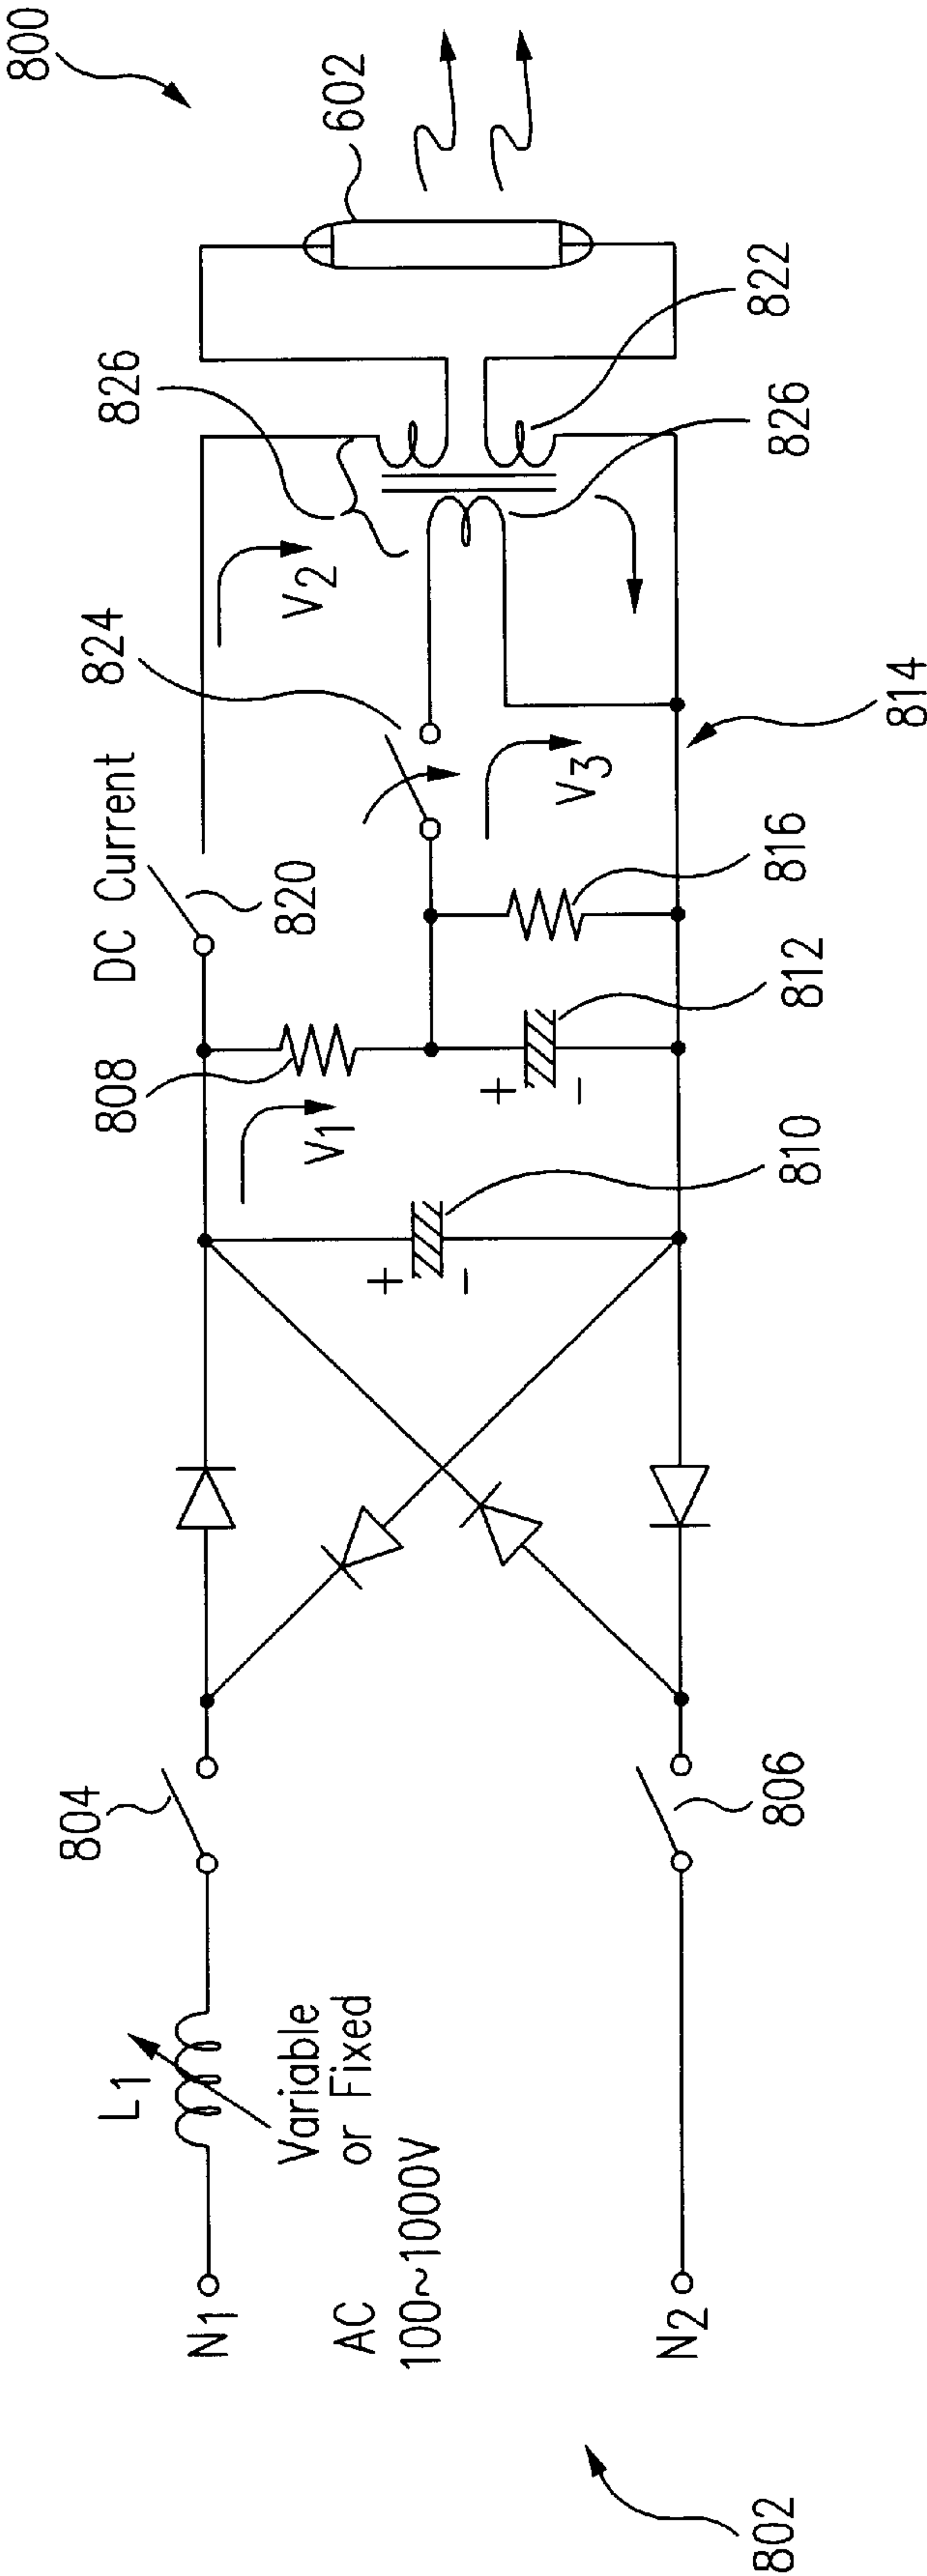 800
602
826
822
826
V2
824
V3
814
DC Current
820
816
812
808
V1
+
-
810
+
-
804
806
L1
Variable
or Fixed
N1
AC
100~1000V
N2
802